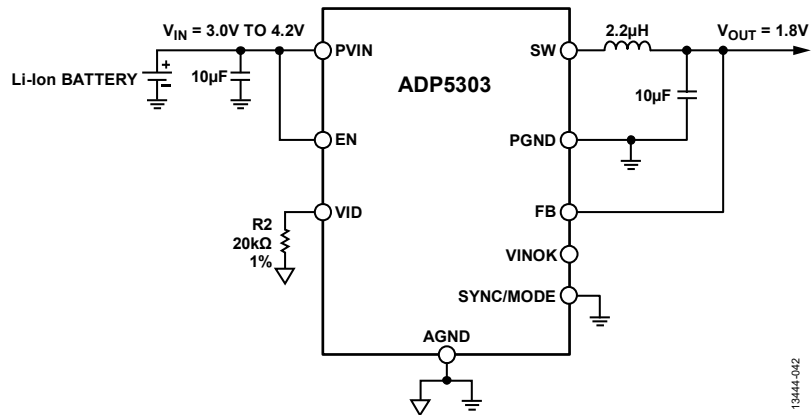 V_IN = 3.0V TO 4.2V
Li-Ion BATTERY
+
–
10µF
PVIN
EN
VID
R2
20kΩ
1%
ADP5303
SW
PGND
FB
VINOK
SYNC/MODE
AGND
2.2µH
10µF
V_OUT = 1.8V
13444-042